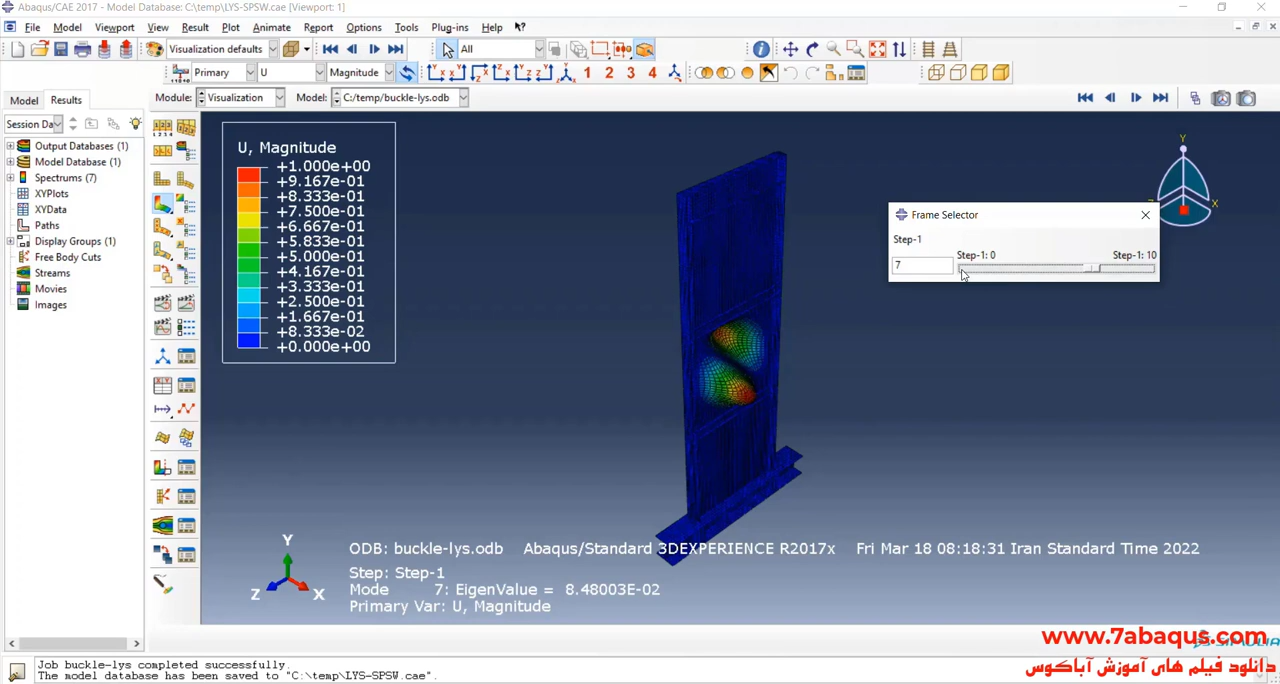 Abaqus/CAE 2017 - Model Database: C:\temp\LYS-SPSW.cae [Viewport: 1]
File Model Viewport View Result Plot Animate Report Options Tools Plug-ins Help
Visualization defaults All
Primary U Magnitude 1 2 3 4
Model Results Module: Visualization Model: C:/temp/buckle-lys.odb
Session Da
Output Databases (1)
Model Database (1)
Spectrums (7)
XYPlots
XYData
Paths
Display Groups (1)
Free Body Cuts
Streams
Movies
Images
U, Magnitude
+1.000e+00
+9.167e-01
+8.333e-01
+7.500e-01
+6.667e-01
+5.833e-01
+5.000e-01
+4.167e-01
+3.333e-01
+2.500e-01
+1.667e-01
+8.333e-02
+0.000e+00
Y
X
Z
Frame Selector
Step-1
Step-1: 0 Step-1: 10
7
Y
Z X
ODB: buckle-lys.odb Abaqus/Standard 3DEXPERIENCE R2017x Fri Mar 18 08:18:31 Iran Standard Time 2022
Step: Step-1
Mode 7: EigenValue = 8.48003E-02
Primary Var: U, Magnitude
www.7abaqus.com
دانلود فیلم های آموزش آباکوس
Job buckle-lys completed successfully.
The model database has been saved to "C:\temp\LYS-SPSW.cae".